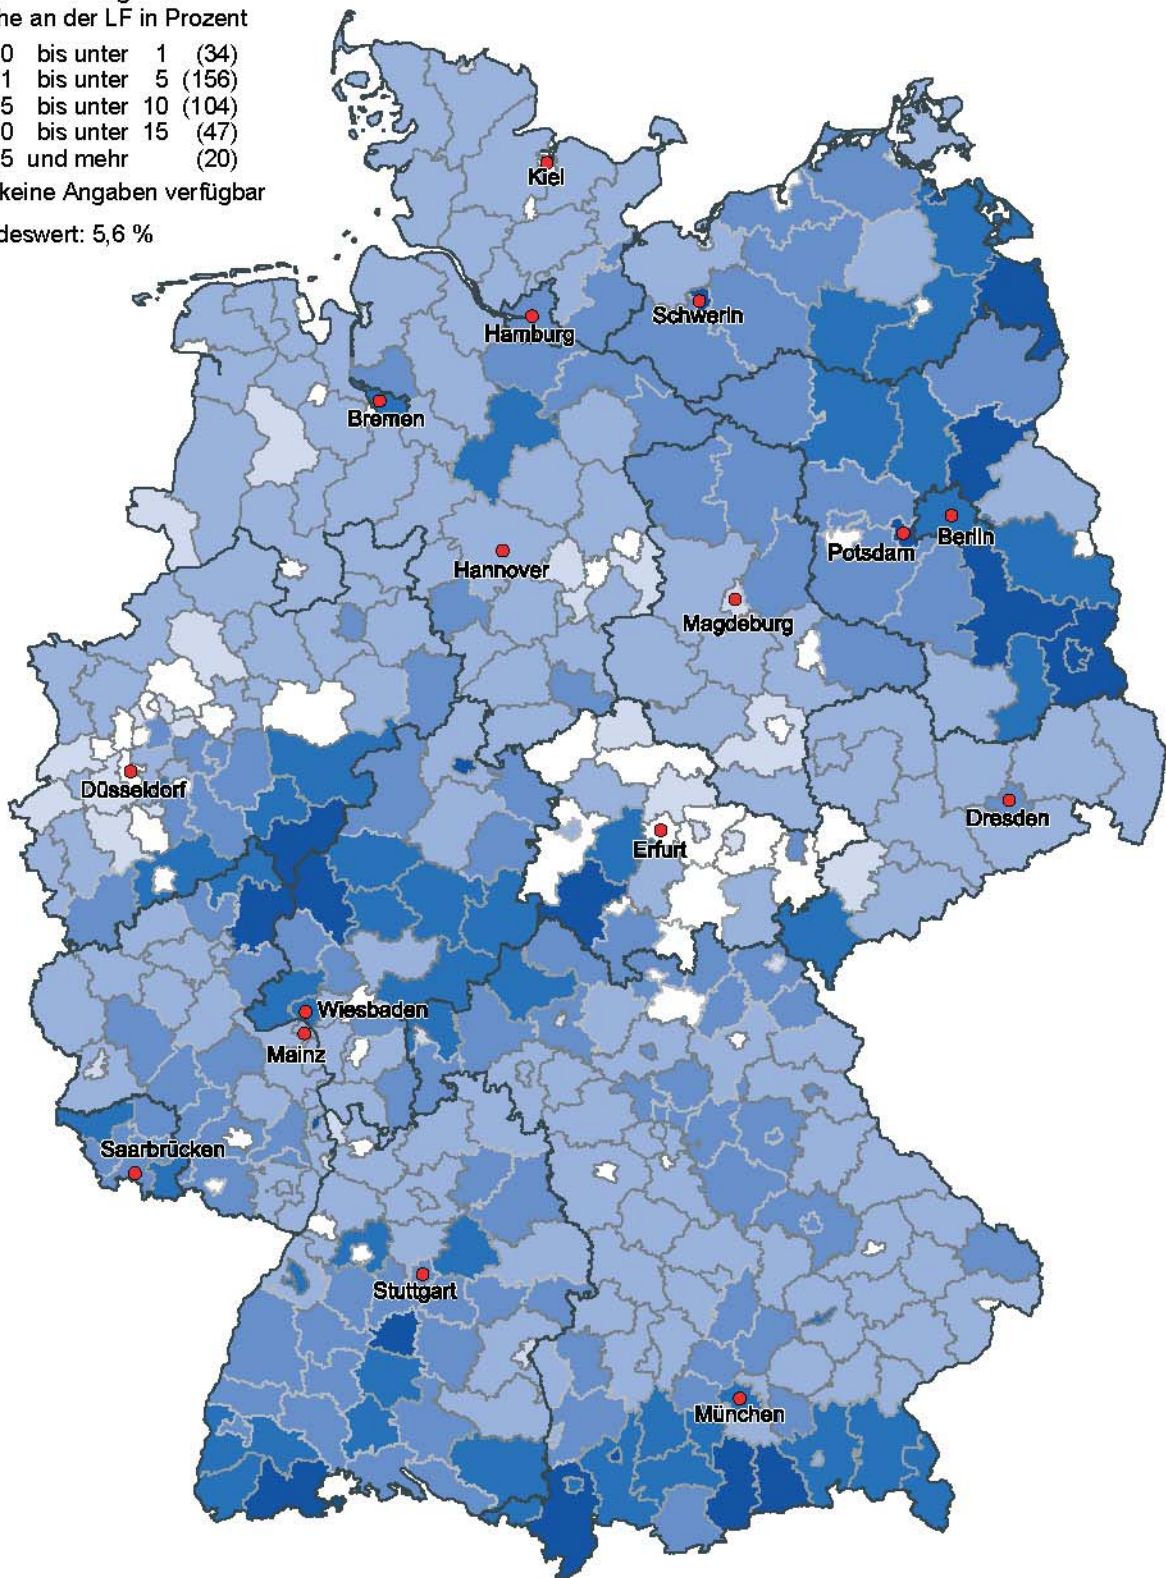 he an der LF in Prozent
0 bis unter 1 (34)
1 bis unter 5 (156)
5 bis unter 10 (104)
0 bis unter 15 (47)
5 und mehr (20)
keine Angaben verfügbar
deswert: 5,6 %
Kiel
Schwerin
Hamburg
Bremen
Berlin
Potsdam
Hannover
Magdeburg
Düsseldorf
Dresden
Erfurt
Wiesbaden
Mainz
Saarbrücken
Stuttgart
München